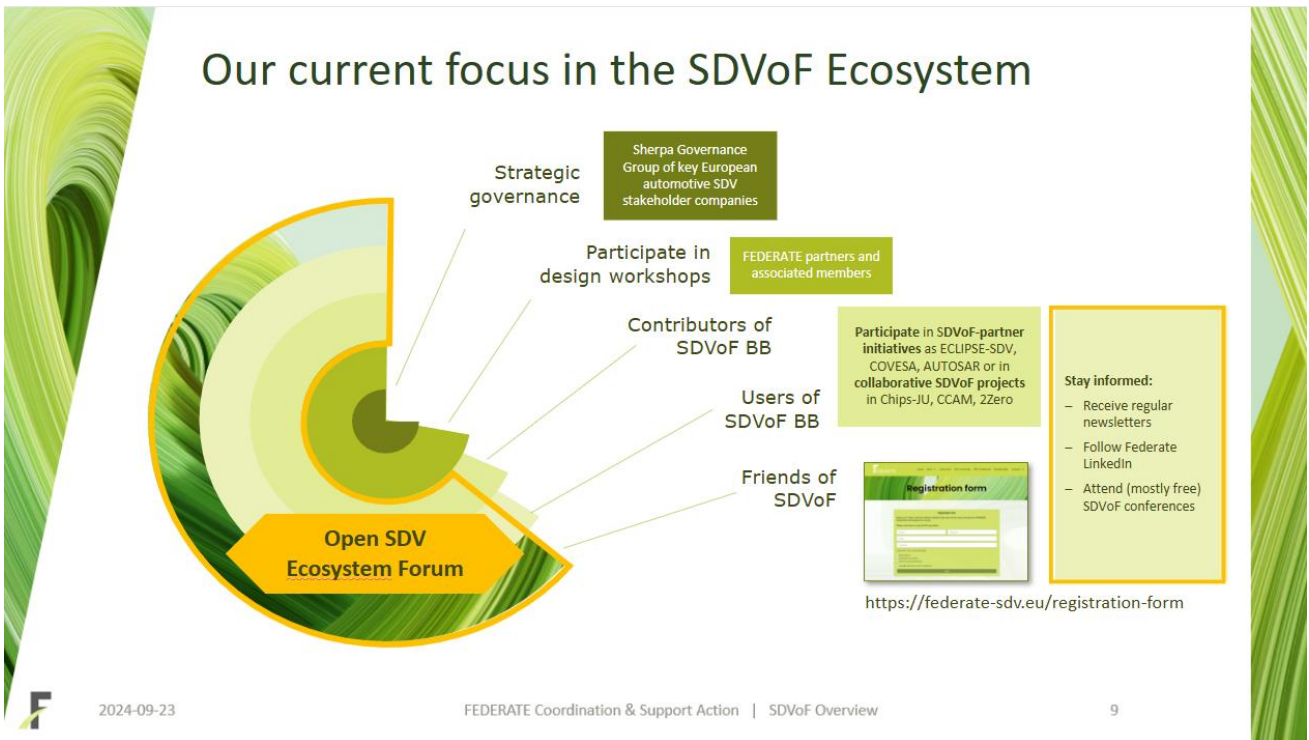 Our current focus in the SDVoF Ecosystem
Strategic
governance
Sherpa Governance
Group of key European
automotive SDV
stakeholder companies
Participate in
design workshops
FEDERATE partners and
associated members
Contributors of
SDVoF BB
Participate in SDVoF-partner
initiatives as ECLIPSE-SDV,
COVESA, AUTOSAR or in
collaborative SDVoF projects
in Chips-JU, CCAM, 2Zero
Users of
SDVoF BB
Friends of
SDVoF
Stay informed:
– Receive regular
newsletters
– Follow Federate
LinkedIn
– Attend (mostly free)
SDVoF conferences
Registration form
https://federate-sdv.eu/registration-form
Open SDV
Ecosystem Forum
F
2024-09-23
FEDERATE Coordination & Support Action | SDVoF Overview
9